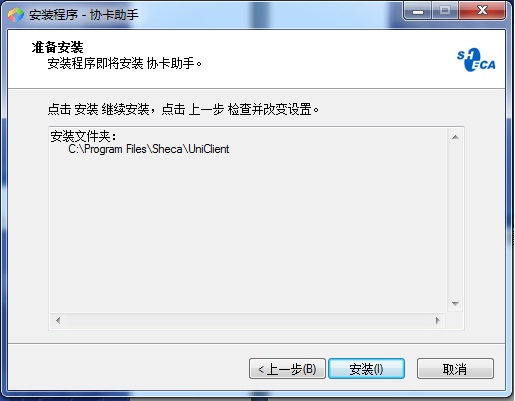 安装程序 - 协卡助手
准备安装
安装程序即将安装 协卡助手。
SHECA
点击 安装 继续安装，点击 上一步 检查并改变设置。
安装文件夹：
C:\Program Files\Sheca\UniClient
< 上一步(B)
安装(I)
取消